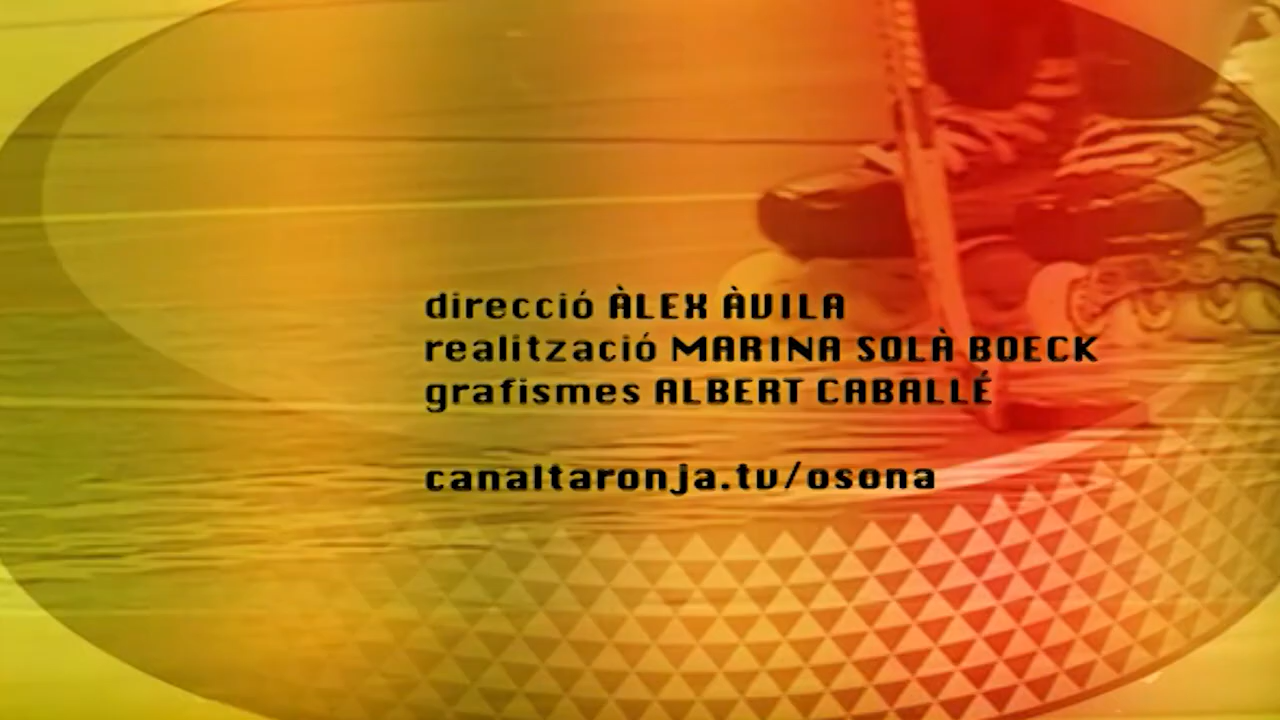 direcció ÀLEX ÀVILA
realització MARINA SOLÀ BOECK
grafismes ALBERT CABALLÉ
canaltaronja.tv/osona